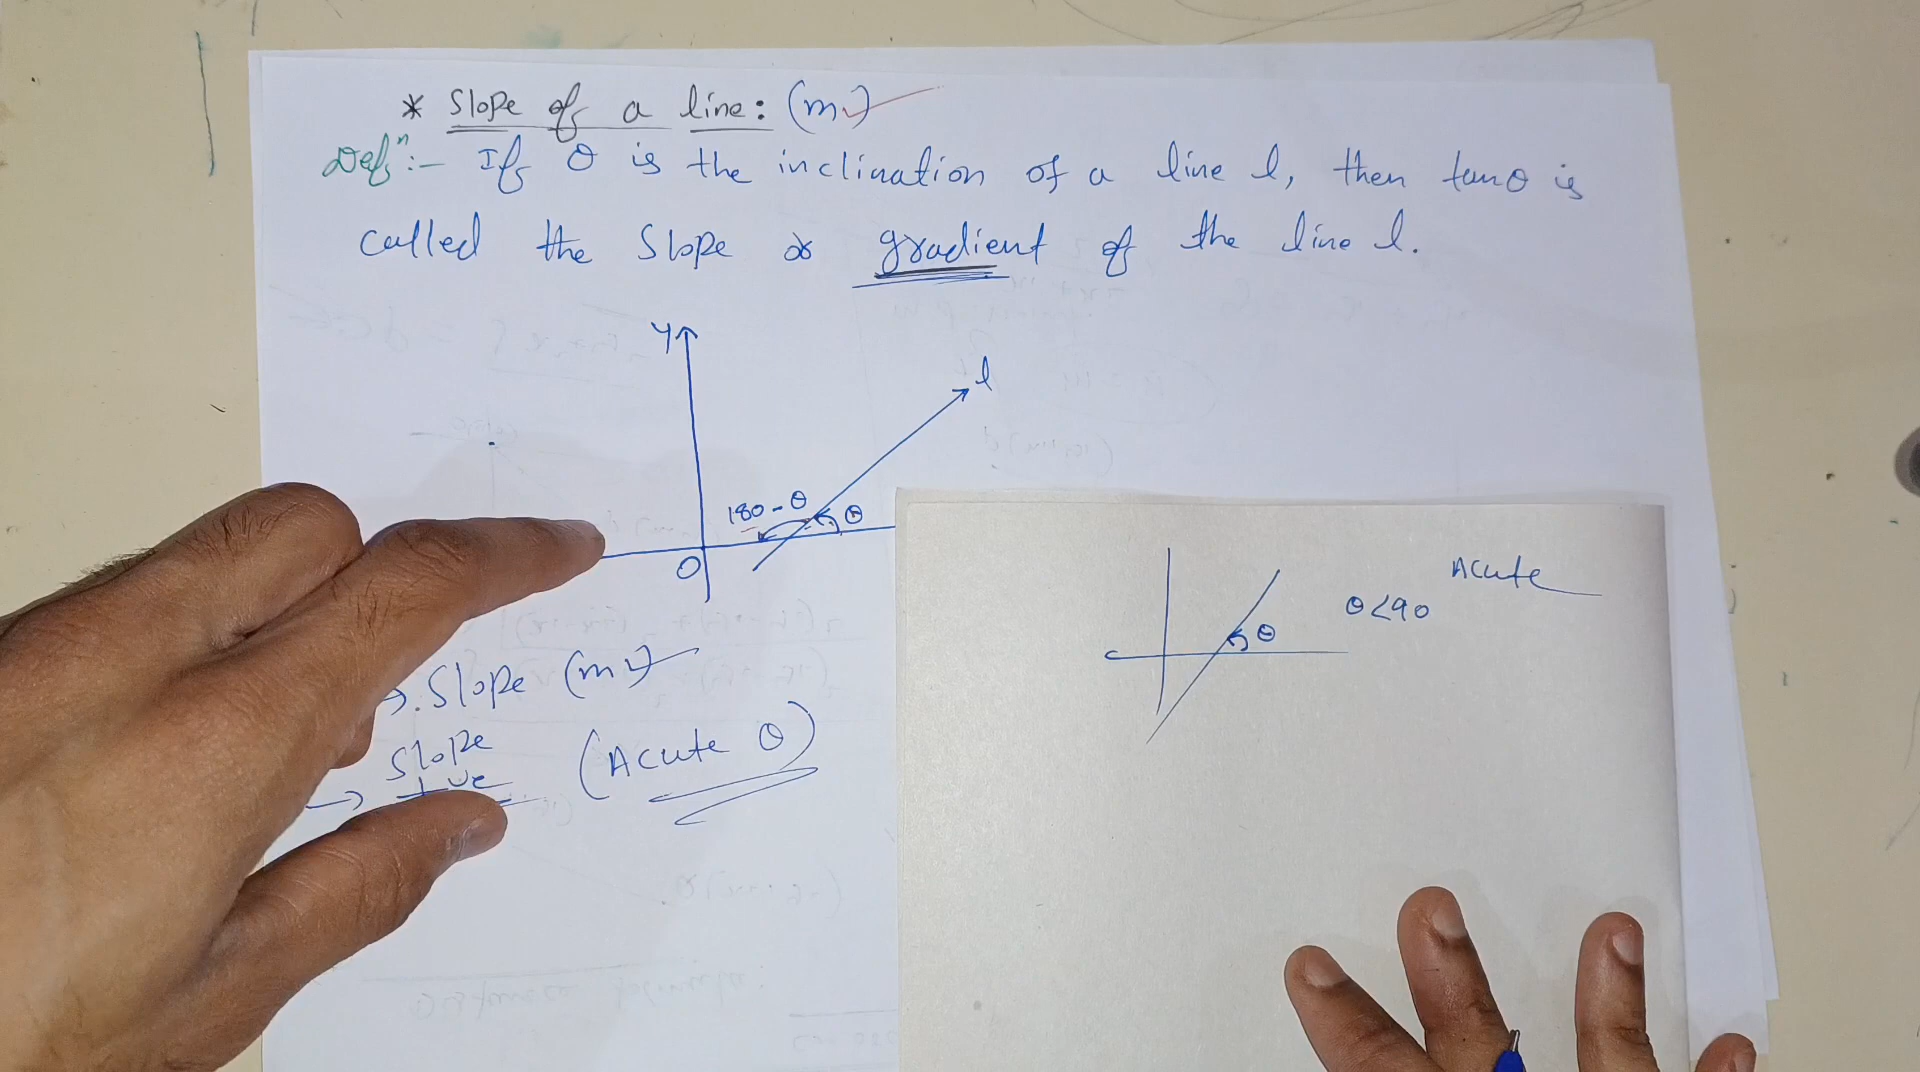 * Slope of a line: (m)
Defⁿ:- If θ is the inclination of a line l, then tanθ is
called the Slope or gradient of the line l.
y
l
180-θ
θ
O
→ Slope (m)
→ Slope +ve (Acute θ)
Acute
θ<90
θ